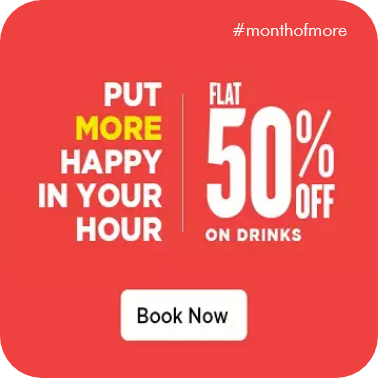 #monthofmore
PUT
MORE
HAPPY
IN YOUR
HOUR
FLAT
50%
OFF
ON DRINKS
Book Now